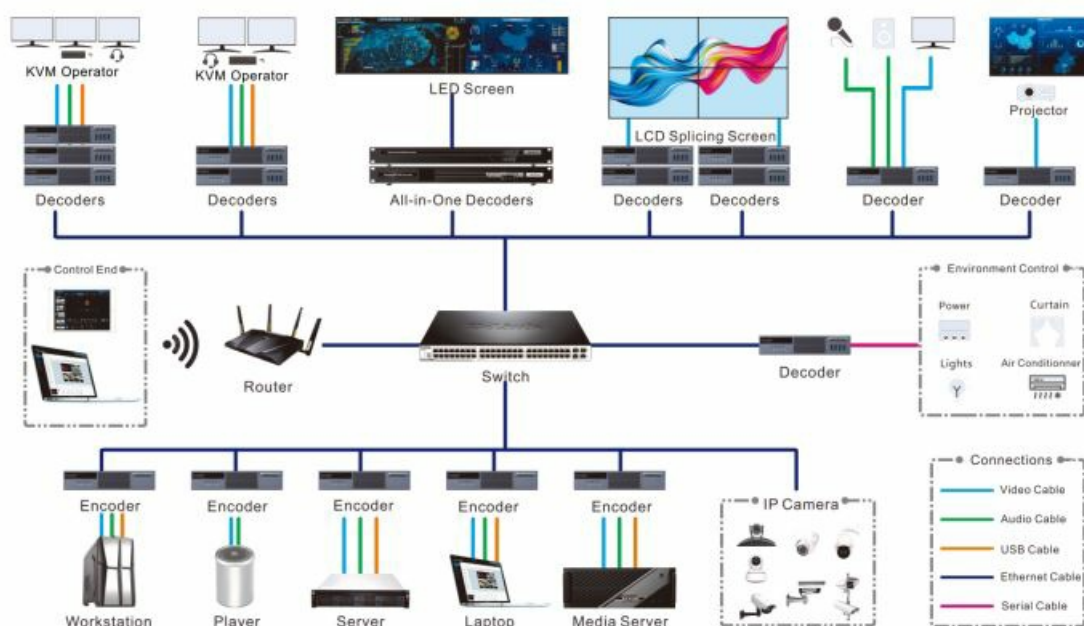 KVM Operator
KVM Operator
LED Screen
LCD Splicing Screen
Projector
Decoders
Decoders
All-in-One Decoders
Decoders
Decoders
Decoder
Decoder
Control End
Environment Control
Power
Curtain
Lights
Air Conditionner
Router
Switch
Decoder
Encoder
Encoder
Encoder
Encoder
Encoder
IP Camera
Workstation
Player
Server
Laptop
Media Server
Connections
Video Cable
Audio Cable
USB Cable
Ethernet Cable
Serial Cable